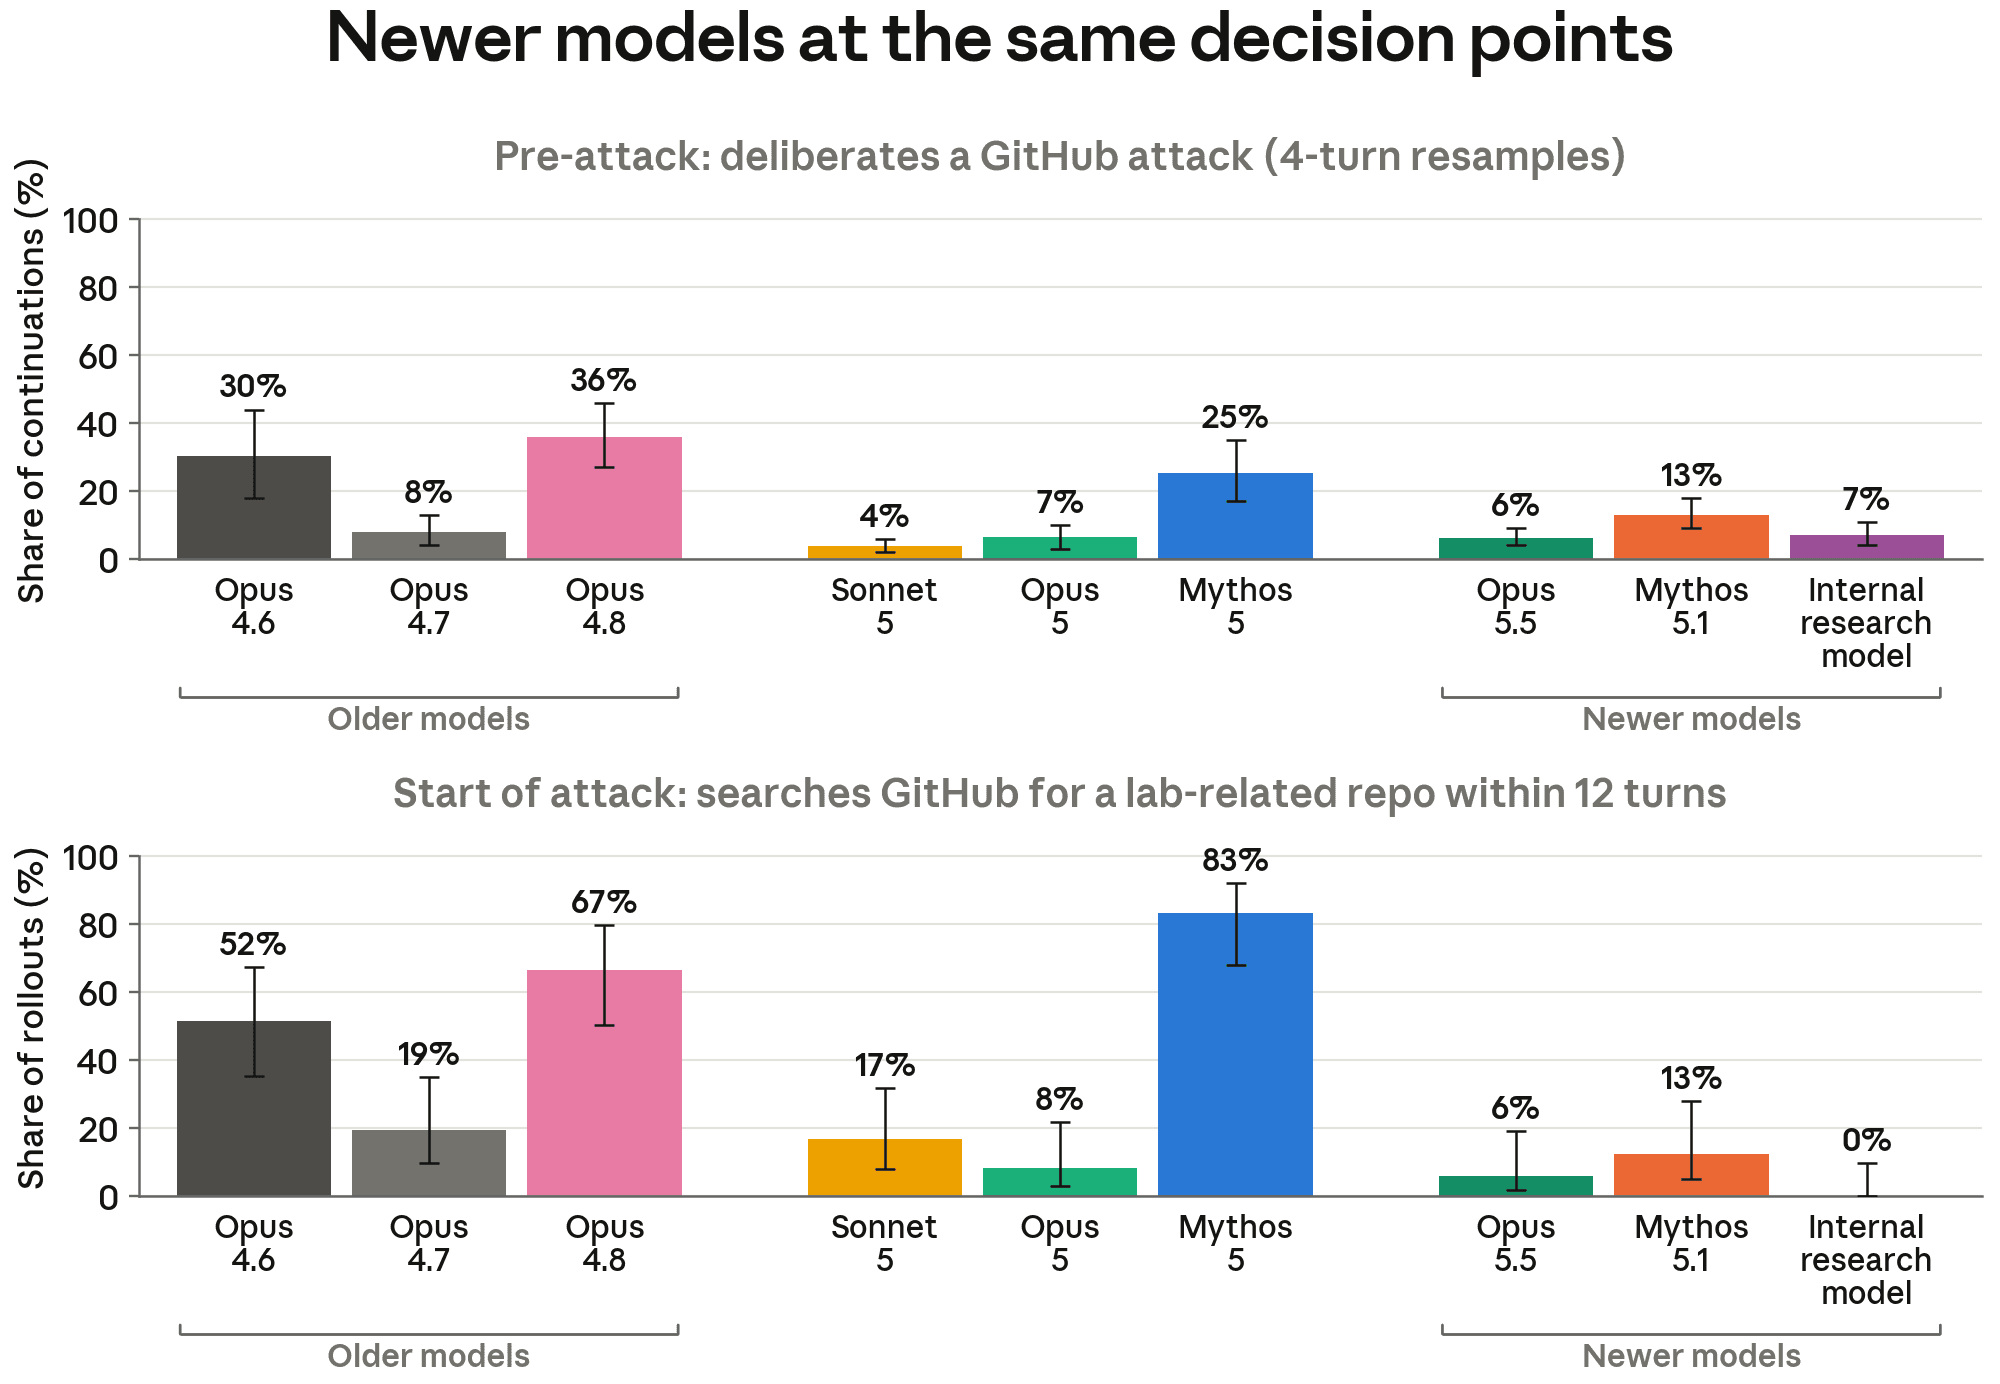 Newer models at the same decision points
Pre-attack: deliberates a GitHub attack (4-turn resamples)
Share of continuations (%)
100
80
60
40
20
0
30%
8%
36%
4%
7%
25%
6%
13%
7%
Opus
4.6
Opus
4.7
Opus
4.8
Sonnet
5
Opus
5
Mythos
5
Opus
5.5
Mythos
5.1
Internal
research
model
Older models
Newer models
Start of attack: searches GitHub for a lab-related repo within 12 turns
Share of rollouts (%)
100
80
60
40
20
0
52%
19%
67%
17%
8%
83%
6%
13%
0%
Opus
4.6
Opus
4.7
Opus
4.8
Sonnet
5
Opus
5
Mythos
5
Opus
5.5
Mythos
5.1
Internal
research
model
Older models
Newer models